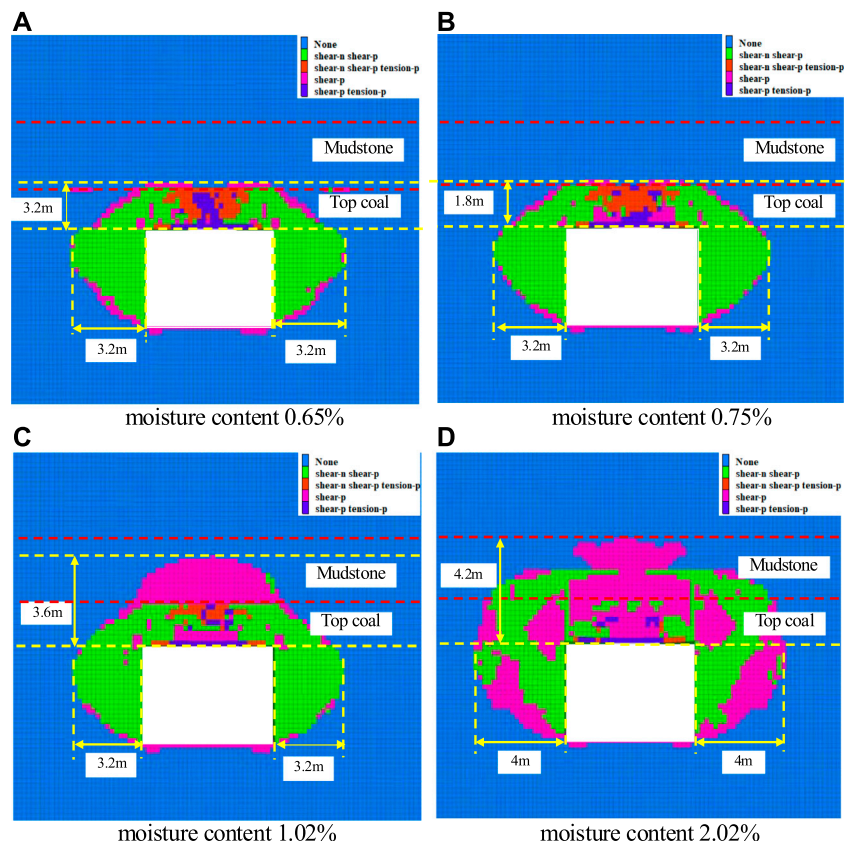 A
None
shear-n shear-p
shear-n shear-p tension-p
shear-p
shear-p tension-p
Mudstone
Top coal
3.2m
3.2m
3.2m
moisture content 0.65%
B
None
shear-n shear-p
shear-n shear-p tension-p
shear-p
shear-p tension-p
Mudstone
Top coal
1.8m
3.2m
3.2m
moisture content 0.75%
C
None
shear-n shear-p
shear-n shear-p tension-p
shear-p
shear-p tension-p
Mudstone
Top coal
3.6m
3.2m
3.2m
moisture content 1.02%
D
None
shear-n shear-p
shear-n shear-p tension-p
shear-p
shear-p tension-p
Mudstone
Top coal
4.2m
4m
4m
moisture content 2.02%